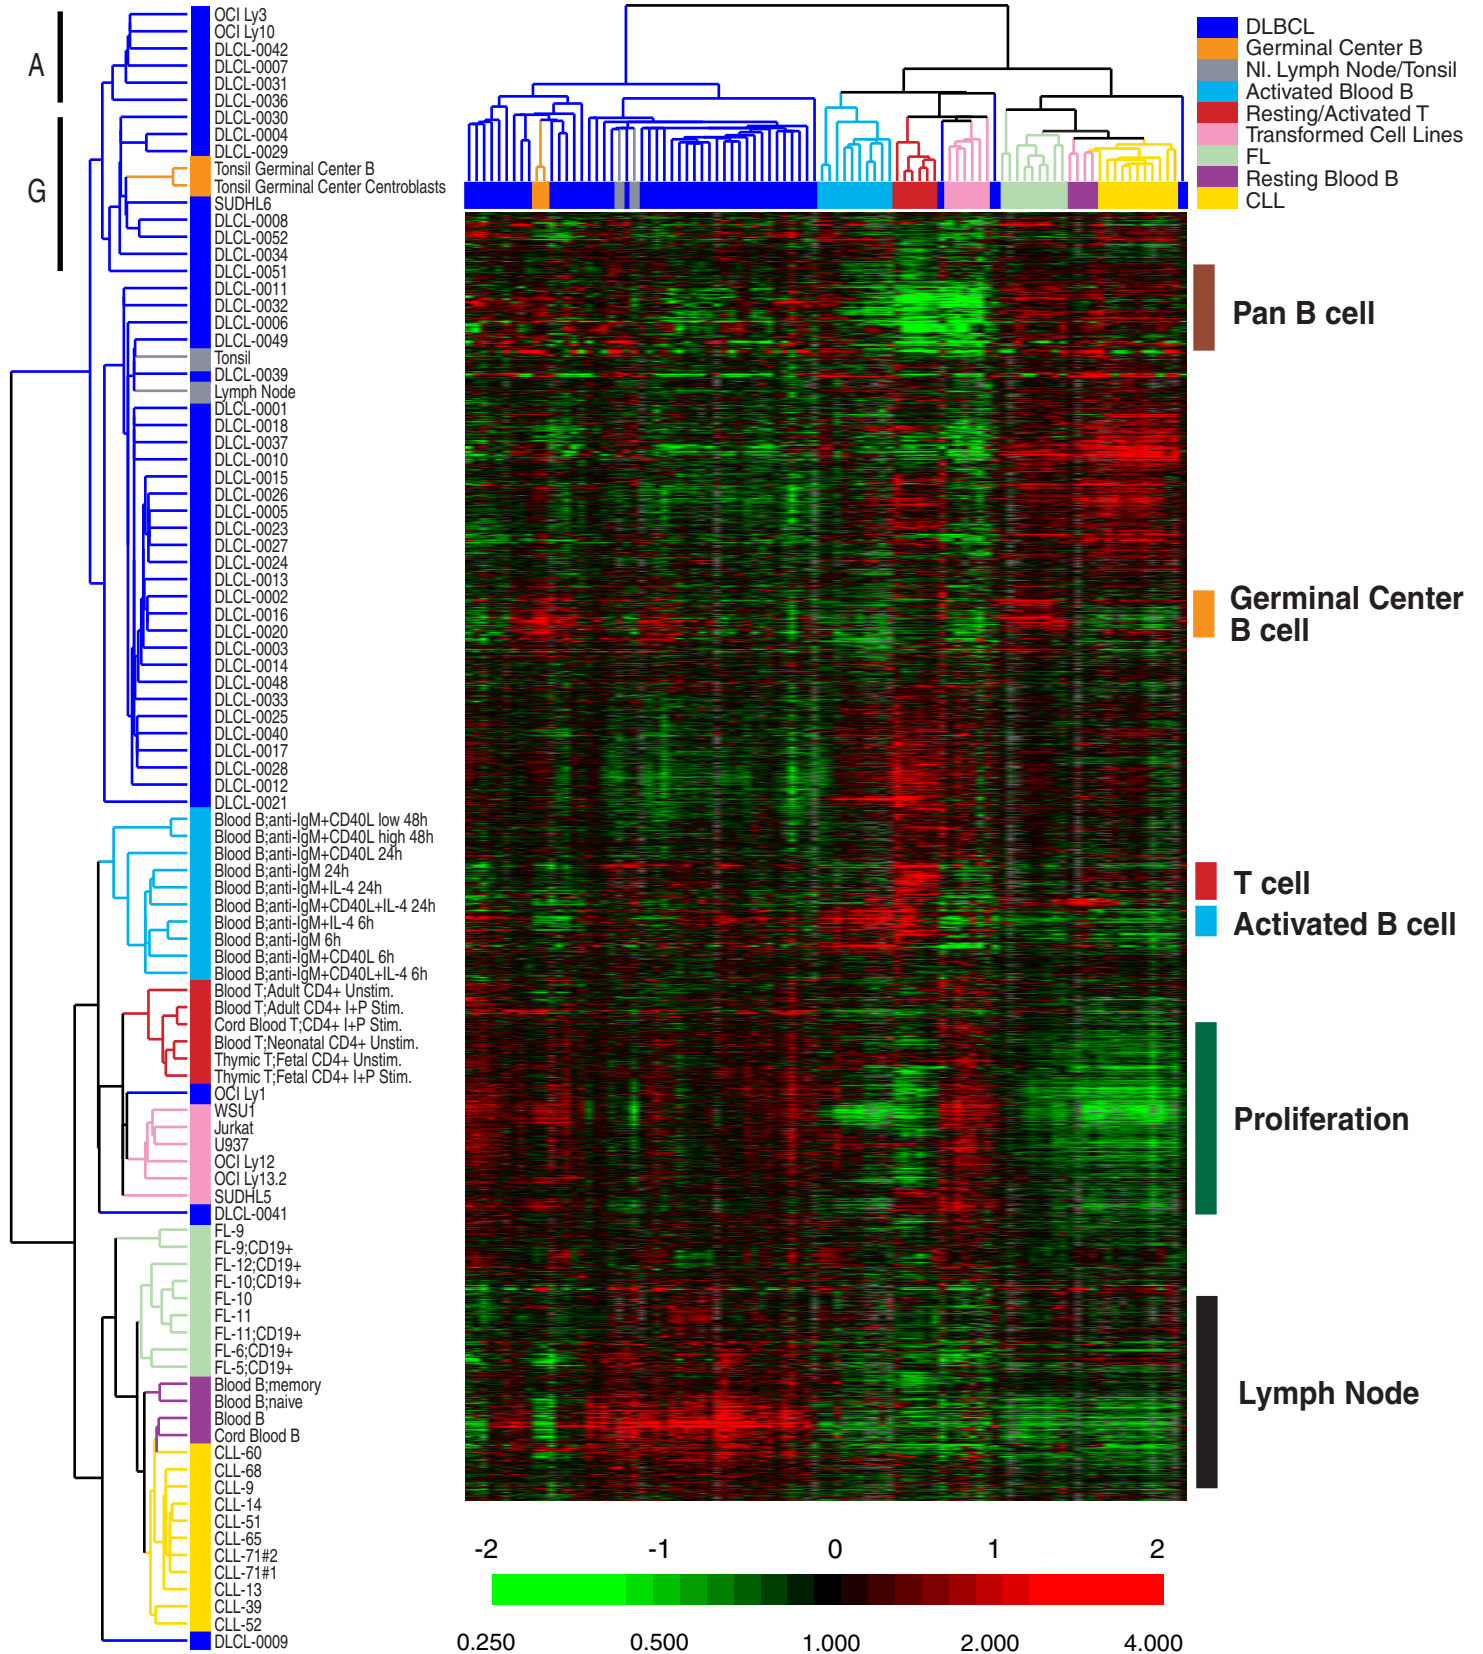 A
G
OCI Ly3
OCI Ly10
DLCL-0042
DLCL-0007
DLCL-0031
DLCL-0036
DLCL-0030
DLCL-0004
DLCL-0029
Tonsil Germinal Center B
Tonsil Germinal Center Centroblasts
SUDHL6
DLCL-0008
DLCL-0052
DLCL-0034
DLCL-0051
DLCL-0011
DLCL-0032
DLCL-0006
DLCL-0049
Tonsil
DLCL-0039
Lymph Node
DLCL-0001
DLCL-0018
DLCL-0037
DLCL-0010
DLCL-0015
DLCL-0026
DLCL-0005
DLCL-0023
DLCL-0027
DLCL-0024
DLCL-0013
DLCL-0002
DLCL-0016
DLCL-0020
DLCL-0003
DLCL-0014
DLCL-0048
DLCL-0033
DLCL-0025
DLCL-0040
DLCL-0017
DLCL-0028
DLCL-0012
DLCL-0021
Blood B;anti-IgM+CD40L low 48h
Blood B;anti-IgM+CD40L high 48h
Blood B;anti-IgM+CD40L 24h
Blood B;anti-IgM 24h
Blood B;anti-IgM+IL-4 24h
Blood B;anti-IgM+CD40L+IL-4 24h
Blood B;anti-IgM+IL-4 6h
Blood B;anti-IgM 6h
Blood B;anti-IgM+CD40L 6h
Blood B;anti-IgM+CD40L+IL-4 6h
Blood T;Adult CD4+ Unstim.
Blood T;Adult CD4+ I+P Stim.
Cord Blood T;CD4+ I+P Stim.
Blood T;Neonatal CD4+ Unstim.
Thymic T;Fetal CD4+ Unstim.
Thymic T;Fetal CD4+ I+P Stim.
OCI Ly1
WSU1
Jurkat
U937
OCI Ly12
OCI Ly13.2
SUDHL5
DLCL-0041
FL-9
FL-9;CD19+
FL-12;CD19+
FL-10;CD19+
FL-10
FL-11
FL-11;CD19+
FL-6;CD19+
FL-5;CD19+
Blood B;memory
Blood B;naive
Blood B
Cord Blood B
CLL-60
CLL-68
CLL-9
CLL-14
CLL-51
CLL-65
CLL-71#2
CLL-71#1
CLL-13
CLL-39
CLL-52
DLCL-0009
DLBCL
Germinal Center B
Nl. Lymph Node/Tonsil
Activated Blood B
Resting/Activated T
Transformed Cell Lines
FL
Resting Blood B
CLL
Pan B cell
Germinal Center
B cell
T cell
Activated B cell
Proliferation
Lymph Node
-2 -1 0 1 2
0.250 0.500 1.000 2.000 4.000